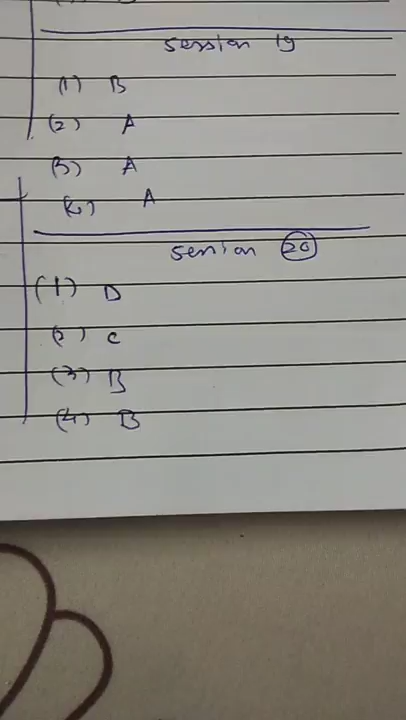 session 19
(1) B
(2) A
(3) A
(4) A
session 20
(1) D
(2) C
(3) B
(4) B